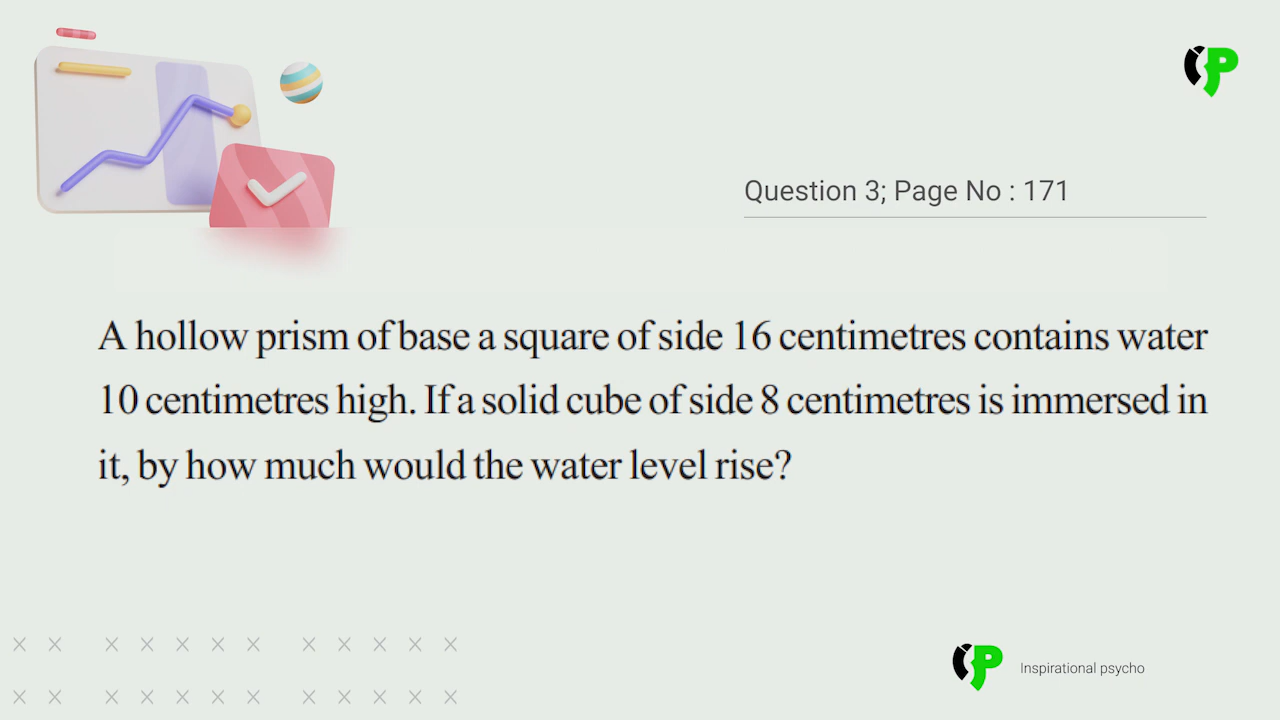 Question 3; Page No : 171
A hollow prism of base a square of side 16 centimetres contains water
10 centimetres high. If a solid cube of side 8 centimetres is immersed in
it, by how much would the water level rise?
Inspirational psycho